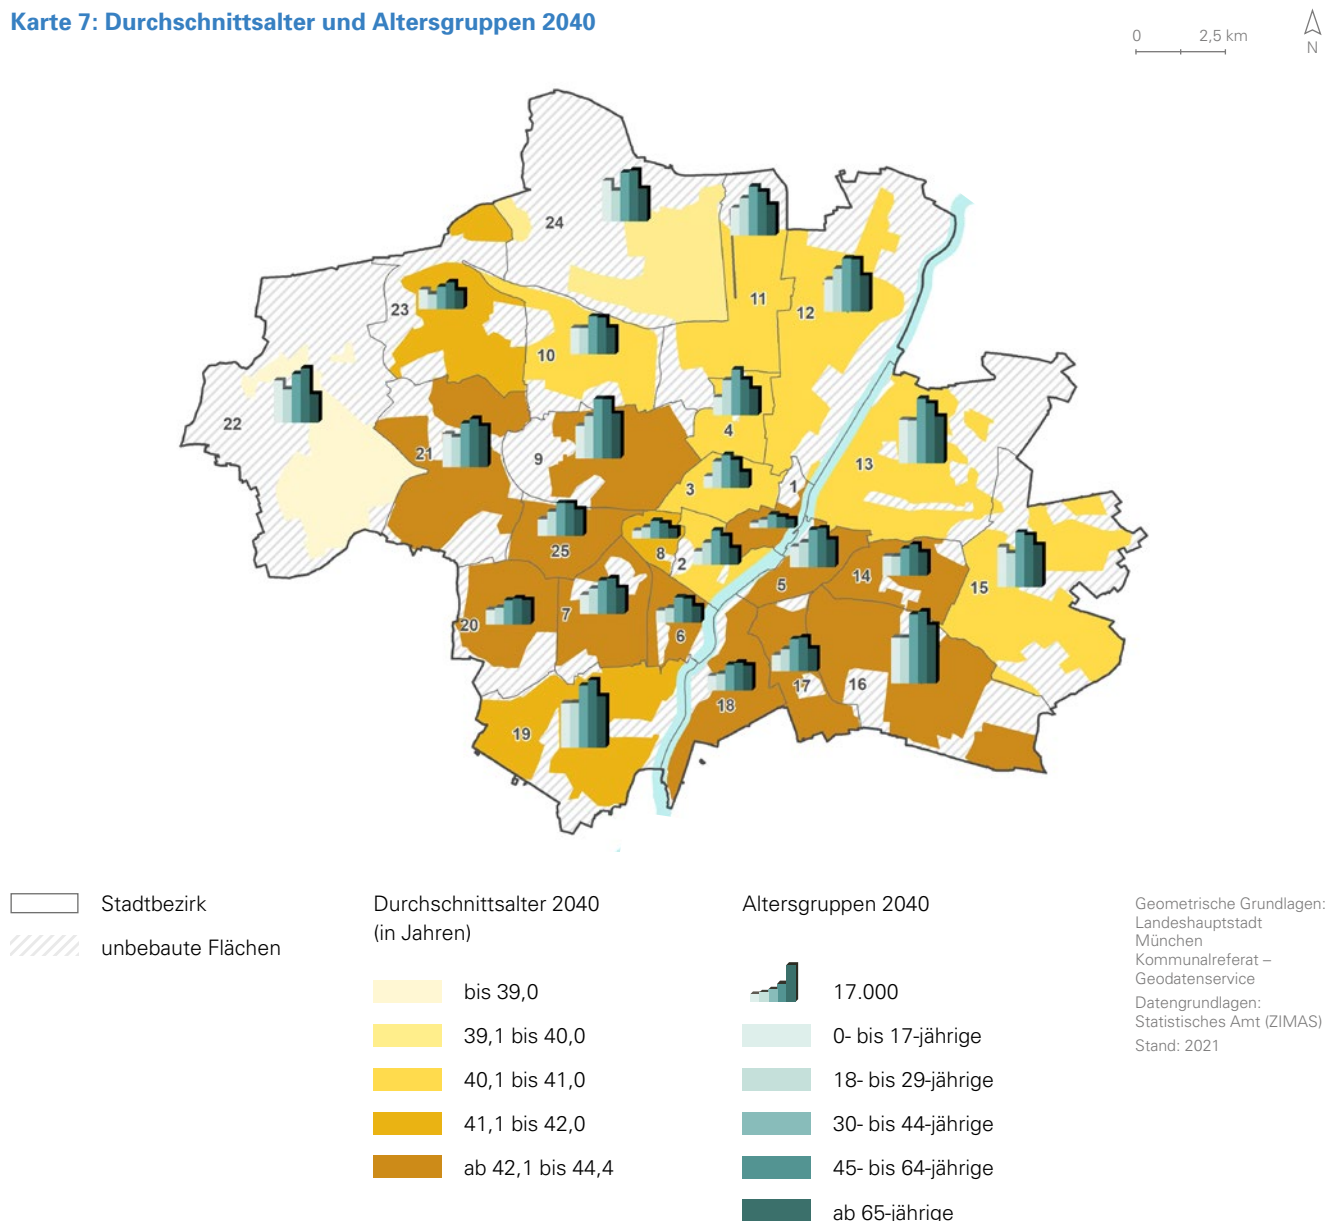 Karte 7: Durchschnittsalter und Altersgruppen 2040
0 2,5 km
N
24
11
12
23
10
22
4
21
9
13
3
1
25
8
2
5
14
15
20
7
6
17
16
18
19
Stadtbezirk
unbebaute Flächen
Durchschnittsalter 2040
(in Jahren)
bis 39,0
39,1 bis 40,0
40,1 bis 41,0
41,1 bis 42,0
ab 42,1 bis 44,4
Altersgruppen 2040
17.000
0- bis 17-jährige
18- bis 29-jährige
30- bis 44-jährige
45- bis 64-jährige
ab 65-jährige
Geometrische Grundlagen:
Landeshauptstadt
München
Kommunalreferat –
Geodatenservice
Datengrundlagen:
Statistisches Amt (ZIMAS)
Stand: 2021